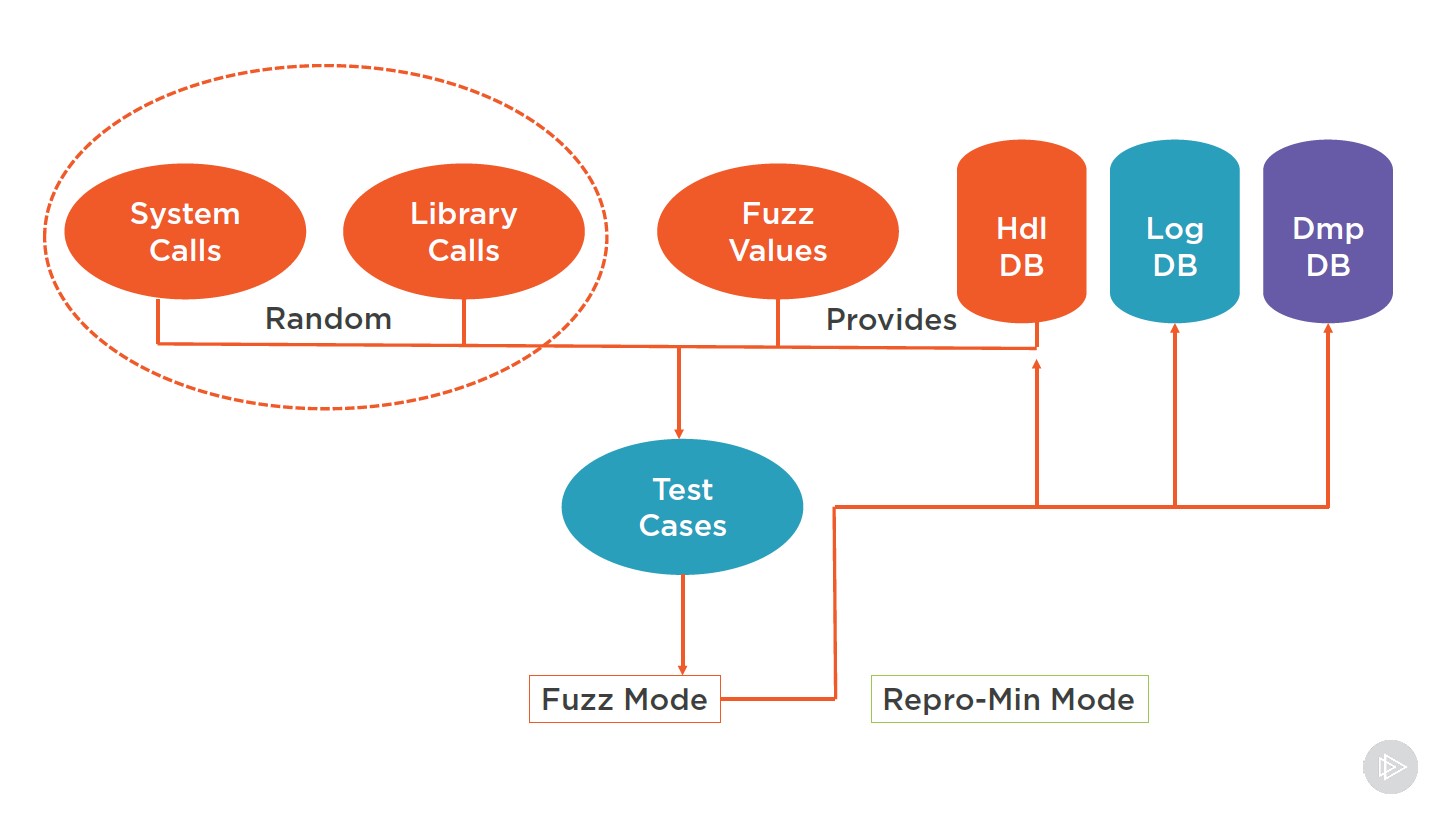 System
Calls
Library
Calls
Fuzz
Values
Hdl
DB
Log
DB
Dmp
DB
Random
Provides
Test
Cases
Fuzz Mode
Repro-Min Mode